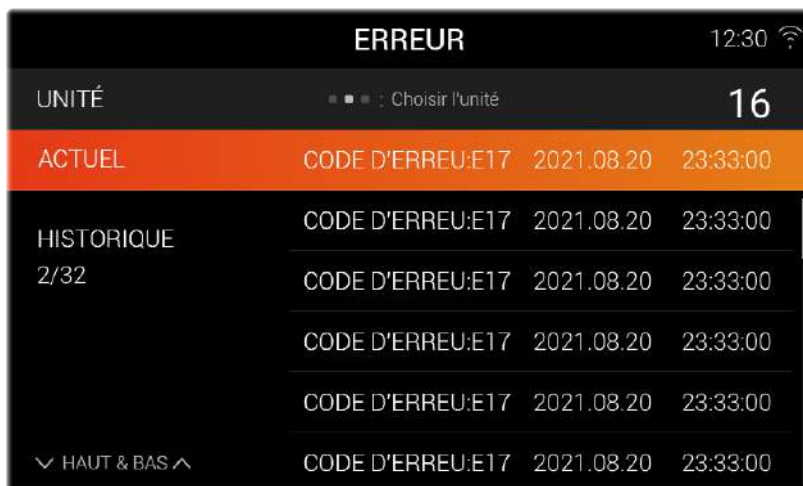 ERREUR 12:30
UNITÉ : Choisir l'unité 16
ACTUEL CODE D'ERREU:E17 2021.08.20 23:33:00
CODE D'ERREU:E17 2021.08.20 23:33:00
HISTORIQUE
2/32
CODE D'ERREU:E17 2021.08.20 23:33:00
CODE D'ERREU:E17 2021.08.20 23:33:00
CODE D'ERREU:E17 2021.08.20 23:33:00
HAUT & BAS CODE D'ERREU:E17 2021.08.20 23:33:00